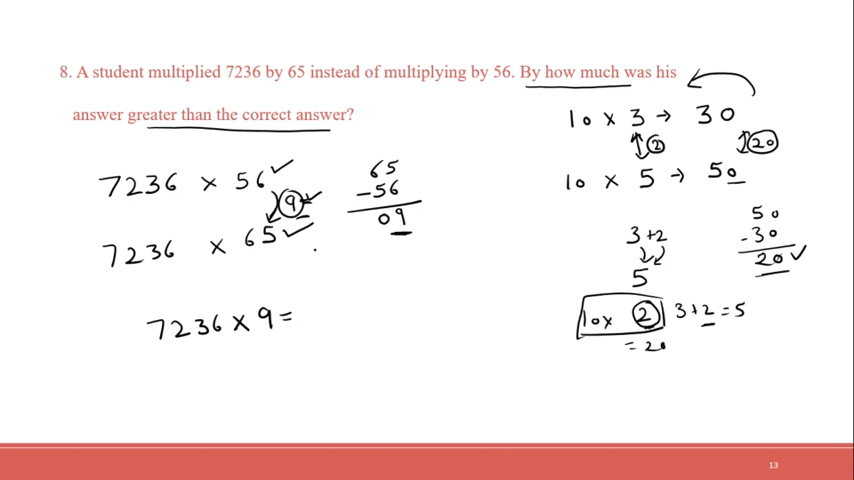 8. A student multiplied 7236 by 65 instead of multiplying by 56. By how much was his
answer greater than the correct answer?
7236 × 56 ✓
9
7236 × 65 ✓
65
-56
09
7236 × 9 =
10 × 3 → 30
2
20
10 × 5 → 50
3+2
5
50
-30
20 ✓
10× 2
3+2=5
= 20
13